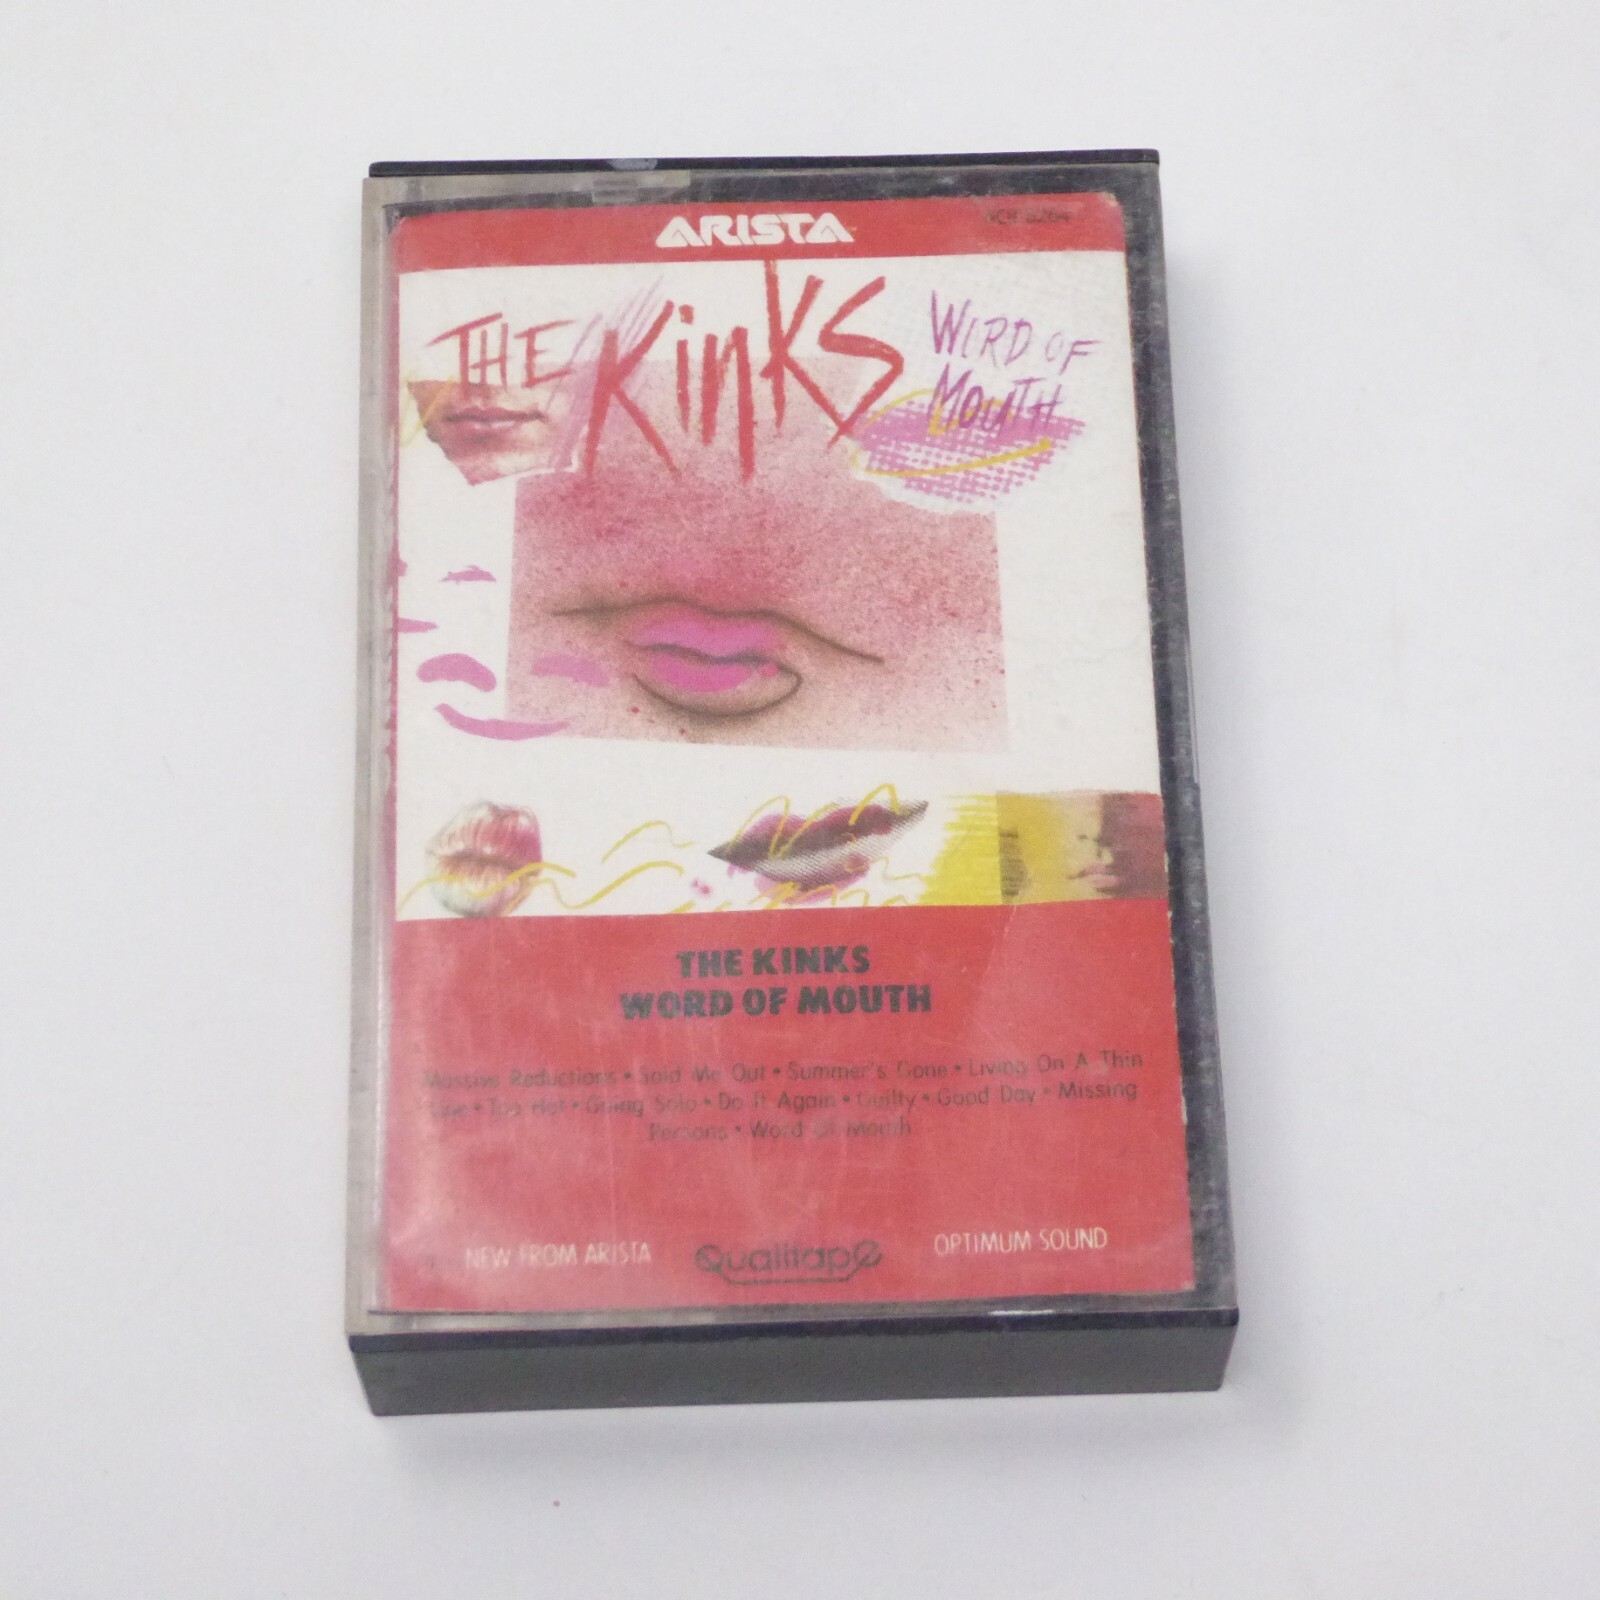 ARISTA
THE KinKS
WORD OF
MOUTH
THE KINKS
WORD OF MOUTH
Massive Reductions • Sold Me Out • Summer's Gone • Living On A Thin
Line • Too Hot • Going Solo • Do It Again • Guilty • Good Day • Missing
Persons • Word Of Mouth
NEW FROM ARISTA
Qualitape
OPTIMUM SOUND